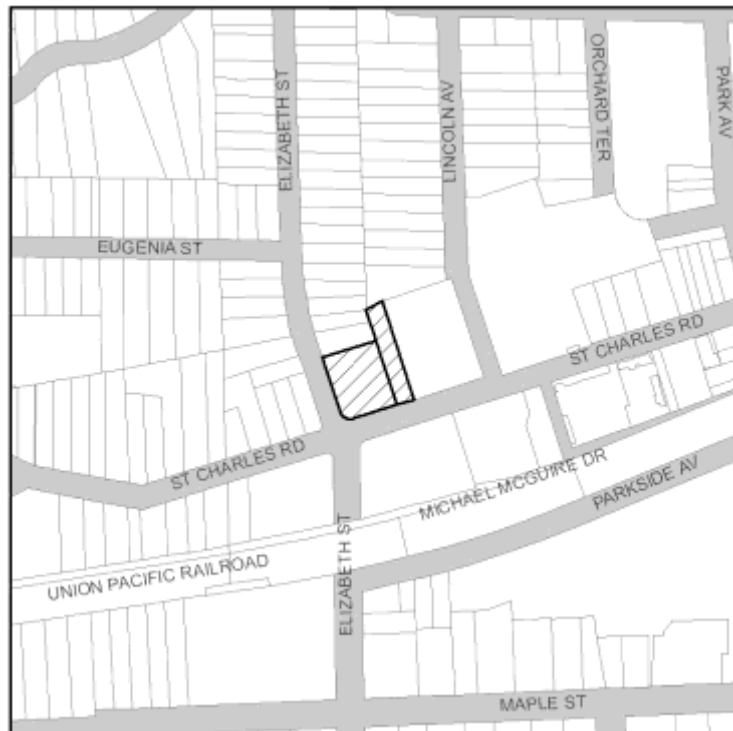 ELIZABETH ST
LINCOLN AV
ORCHARD TER
PARK AV
EUGENIA ST
ST CHARLES RD
ST CHARLES RD
MICHAEL MCGUIRE DR
PARKSIDE AV
UNION PACIFIC RAILROAD
ELIZABETH ST
MAPLE ST